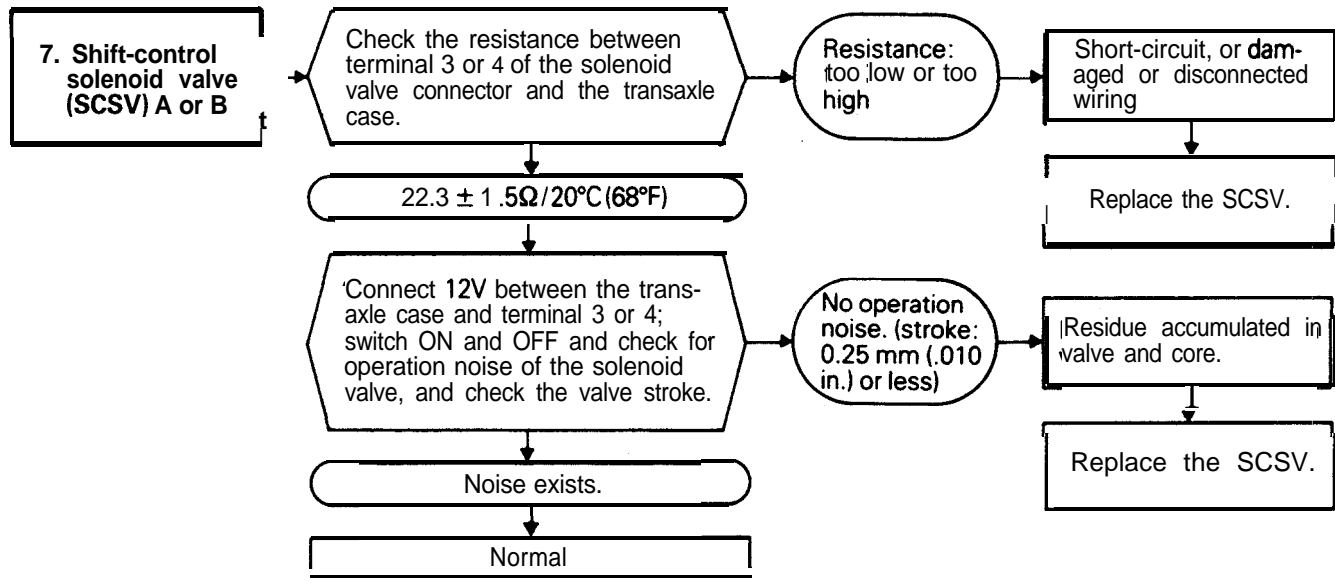 7. Shift-control
solenoid valve
(SCSV) A or B
t
Check the resistance between
terminal 3 or 4 of the solenoid
valve connector and the transaxle
case.
Resistance:
too low or too
high
Short-circuit, or dam-
aged or disconnected
wiring
22.3 ± 1.5Ω/20°C(68°F)
Replace the SCSV.
Connect 12V between the trans-
axle case and terminal 3 or 4;
switch ON and OFF and check for
operation noise of the solenoid
valve, and check the valve stroke.
No operation
noise. (stroke:
0.25 mm (.010
in.) or less)
Residue accumulated in
valve and core.
Replace the SCSV.
Noise exists.
Normal